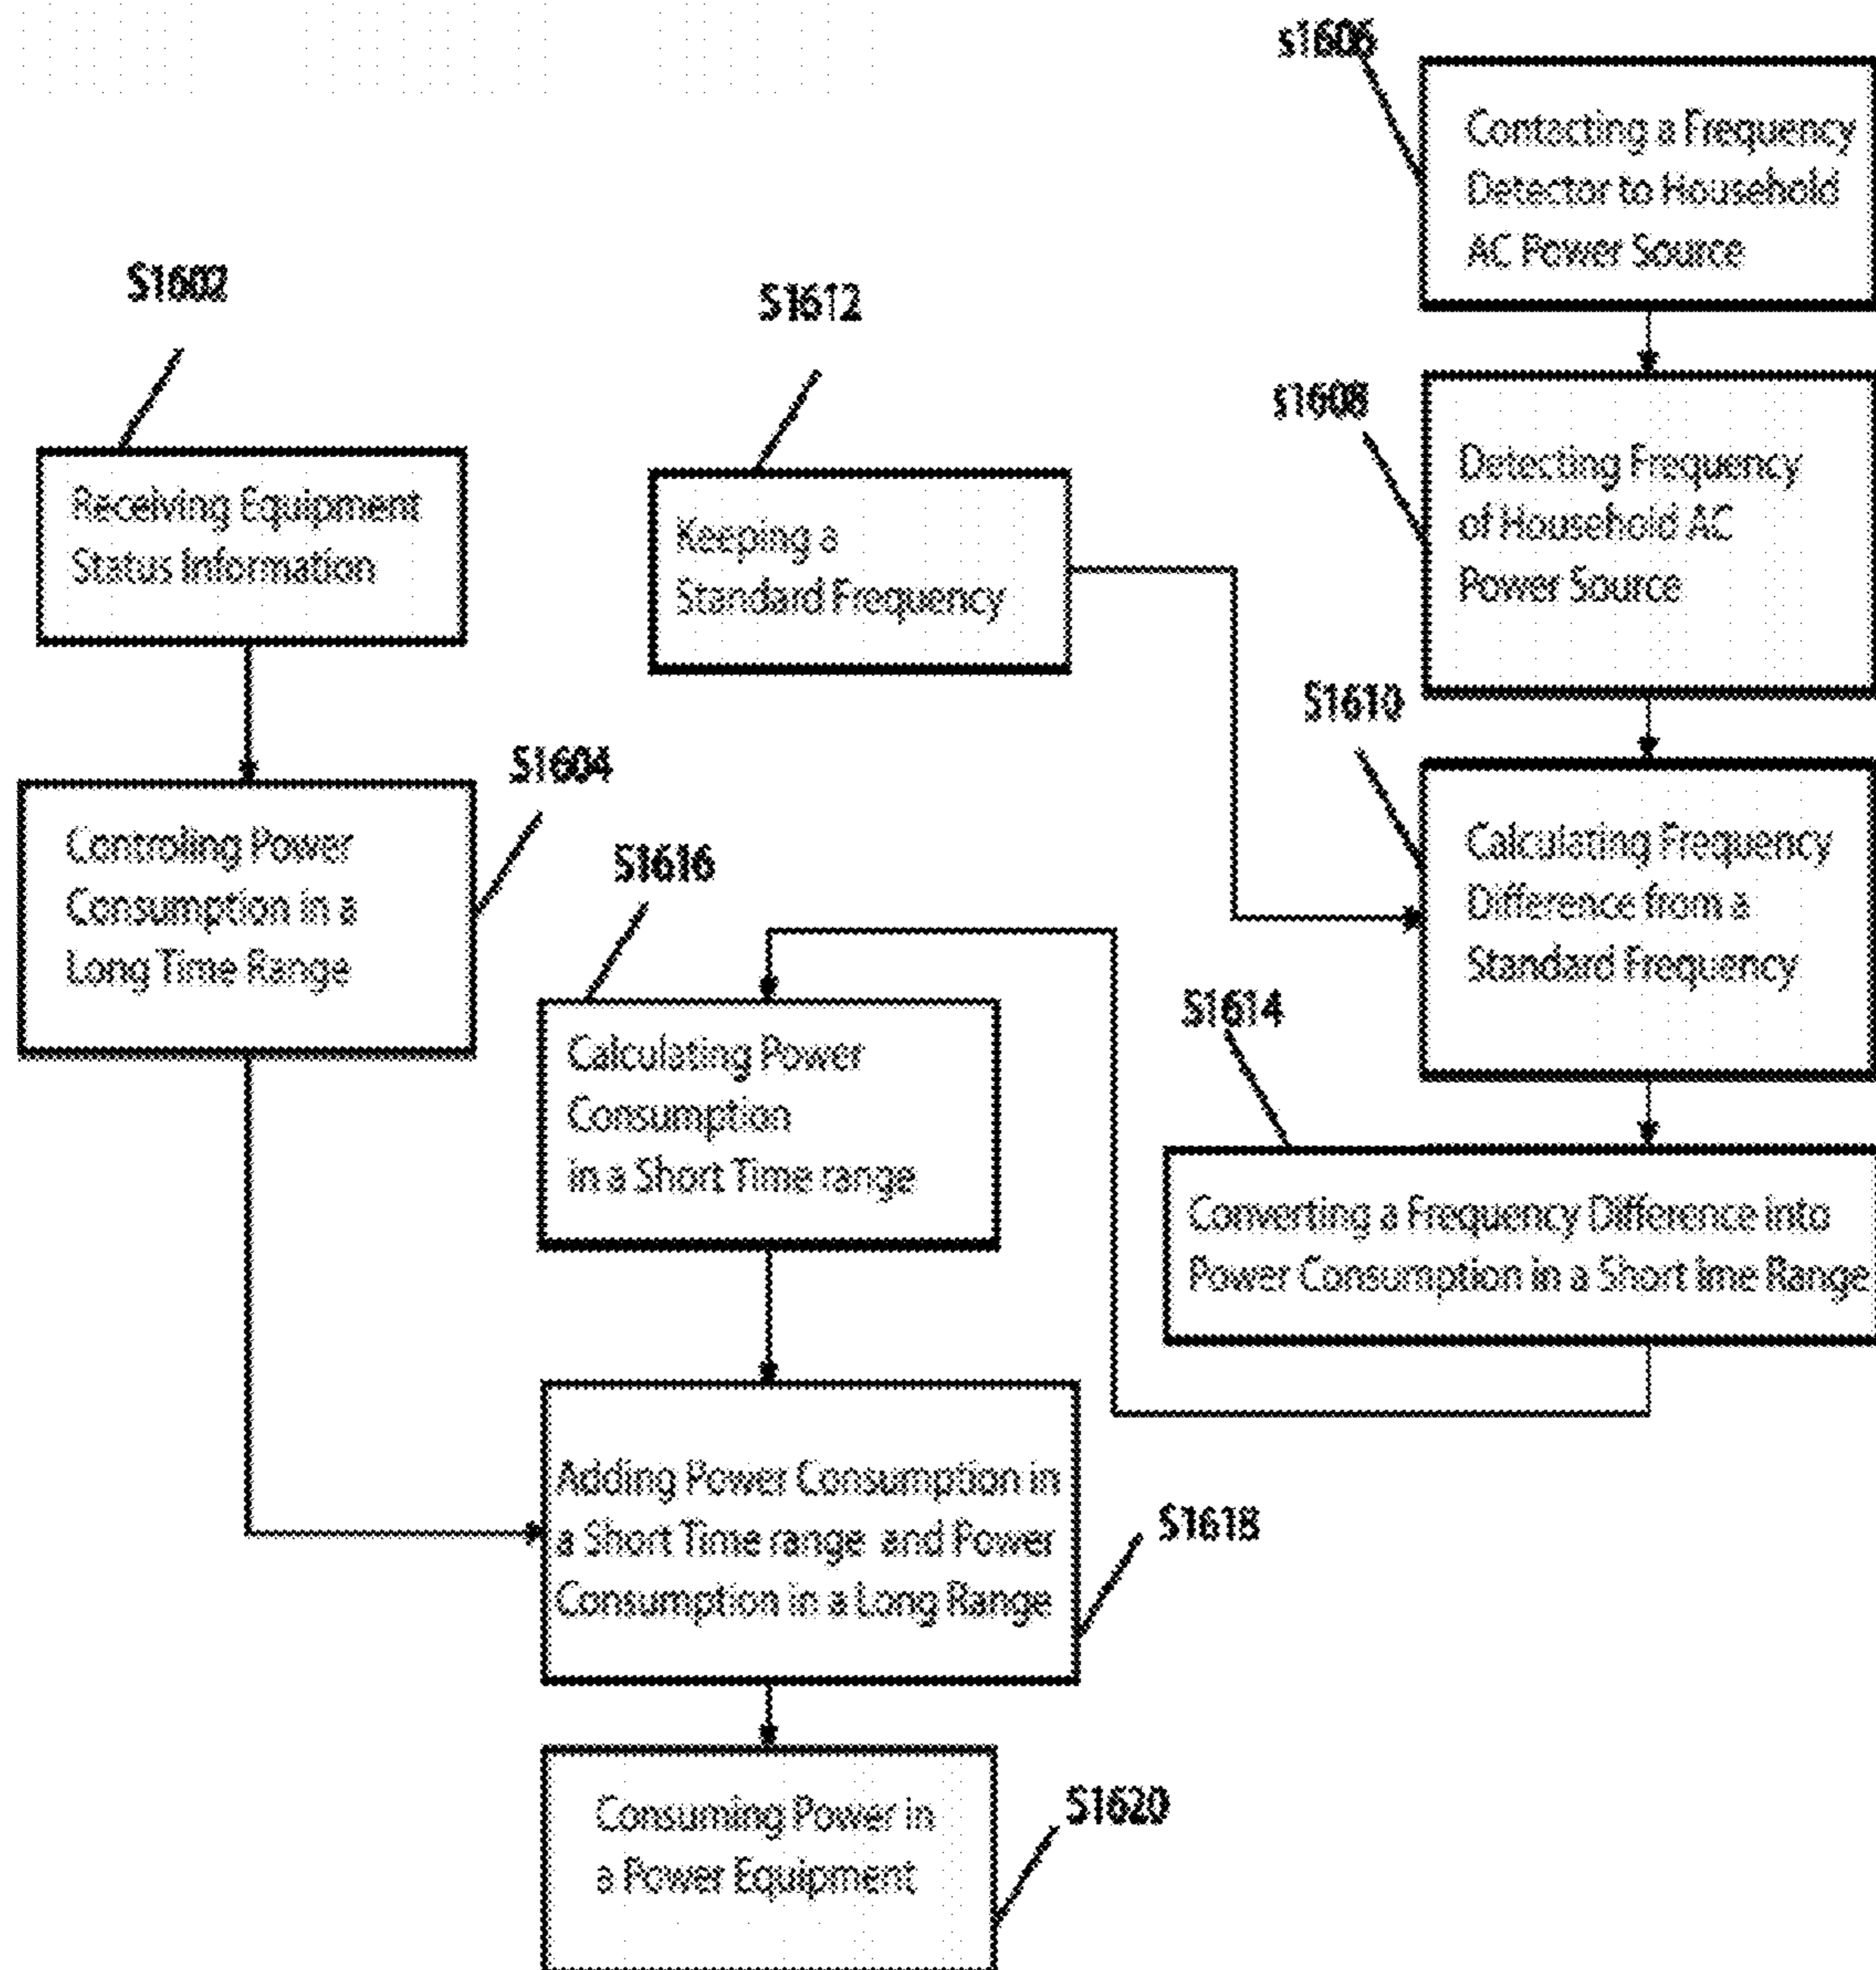 s1606
Contacting a Frequency
Detector to Household
AC Power Source
S1602
S1612
s1608
Receiving Equipment
Status Information
Keeping a
Standard Frequency
Detecting Frequency
of Household AC
Power Source
S1610
S1604
Controling Power
Consumption in a
Long Time Range
S1616
Calculating Frequency
Difference from a
Standard Frequency
S1614
Calculating Power
Consumption
in a Short Time range
Converting a Frequency Difference into
Power Consumption in a Short ime Range
Adding Power Consumption in
a Short Time range and Power
Consumption in a Long Range
S1618
Consuming Power in
a Power Equipment
S1620